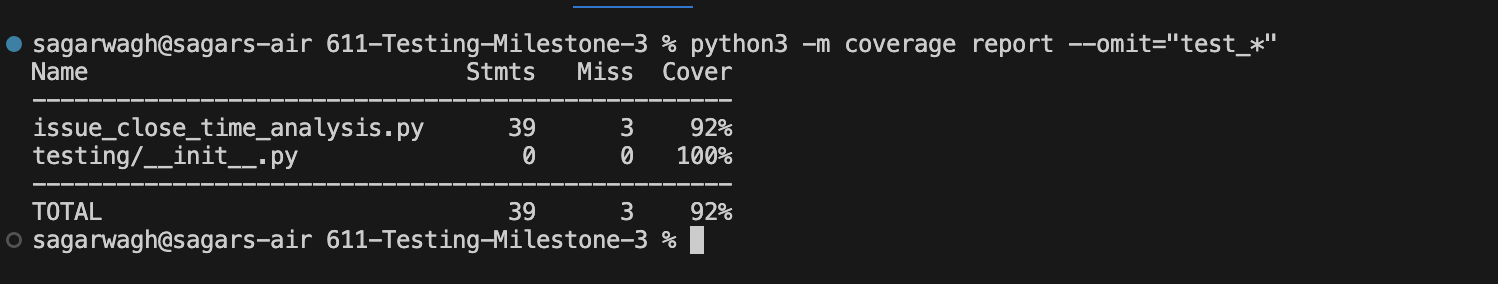 sagarwagh@sagars-air 611-Testing-Milestone-3 % python3 -m coverage report --omit="test_*"
Name                               Stmts   Miss  Cover
--------------------------------------------------
issue_close_time_analysis.py      39      3    92%
testing/__init__.py                0      0   100%
--------------------------------------------------
TOTAL                             39      3    92%
sagarwagh@sagars-air 611-Testing-Milestone-3 %